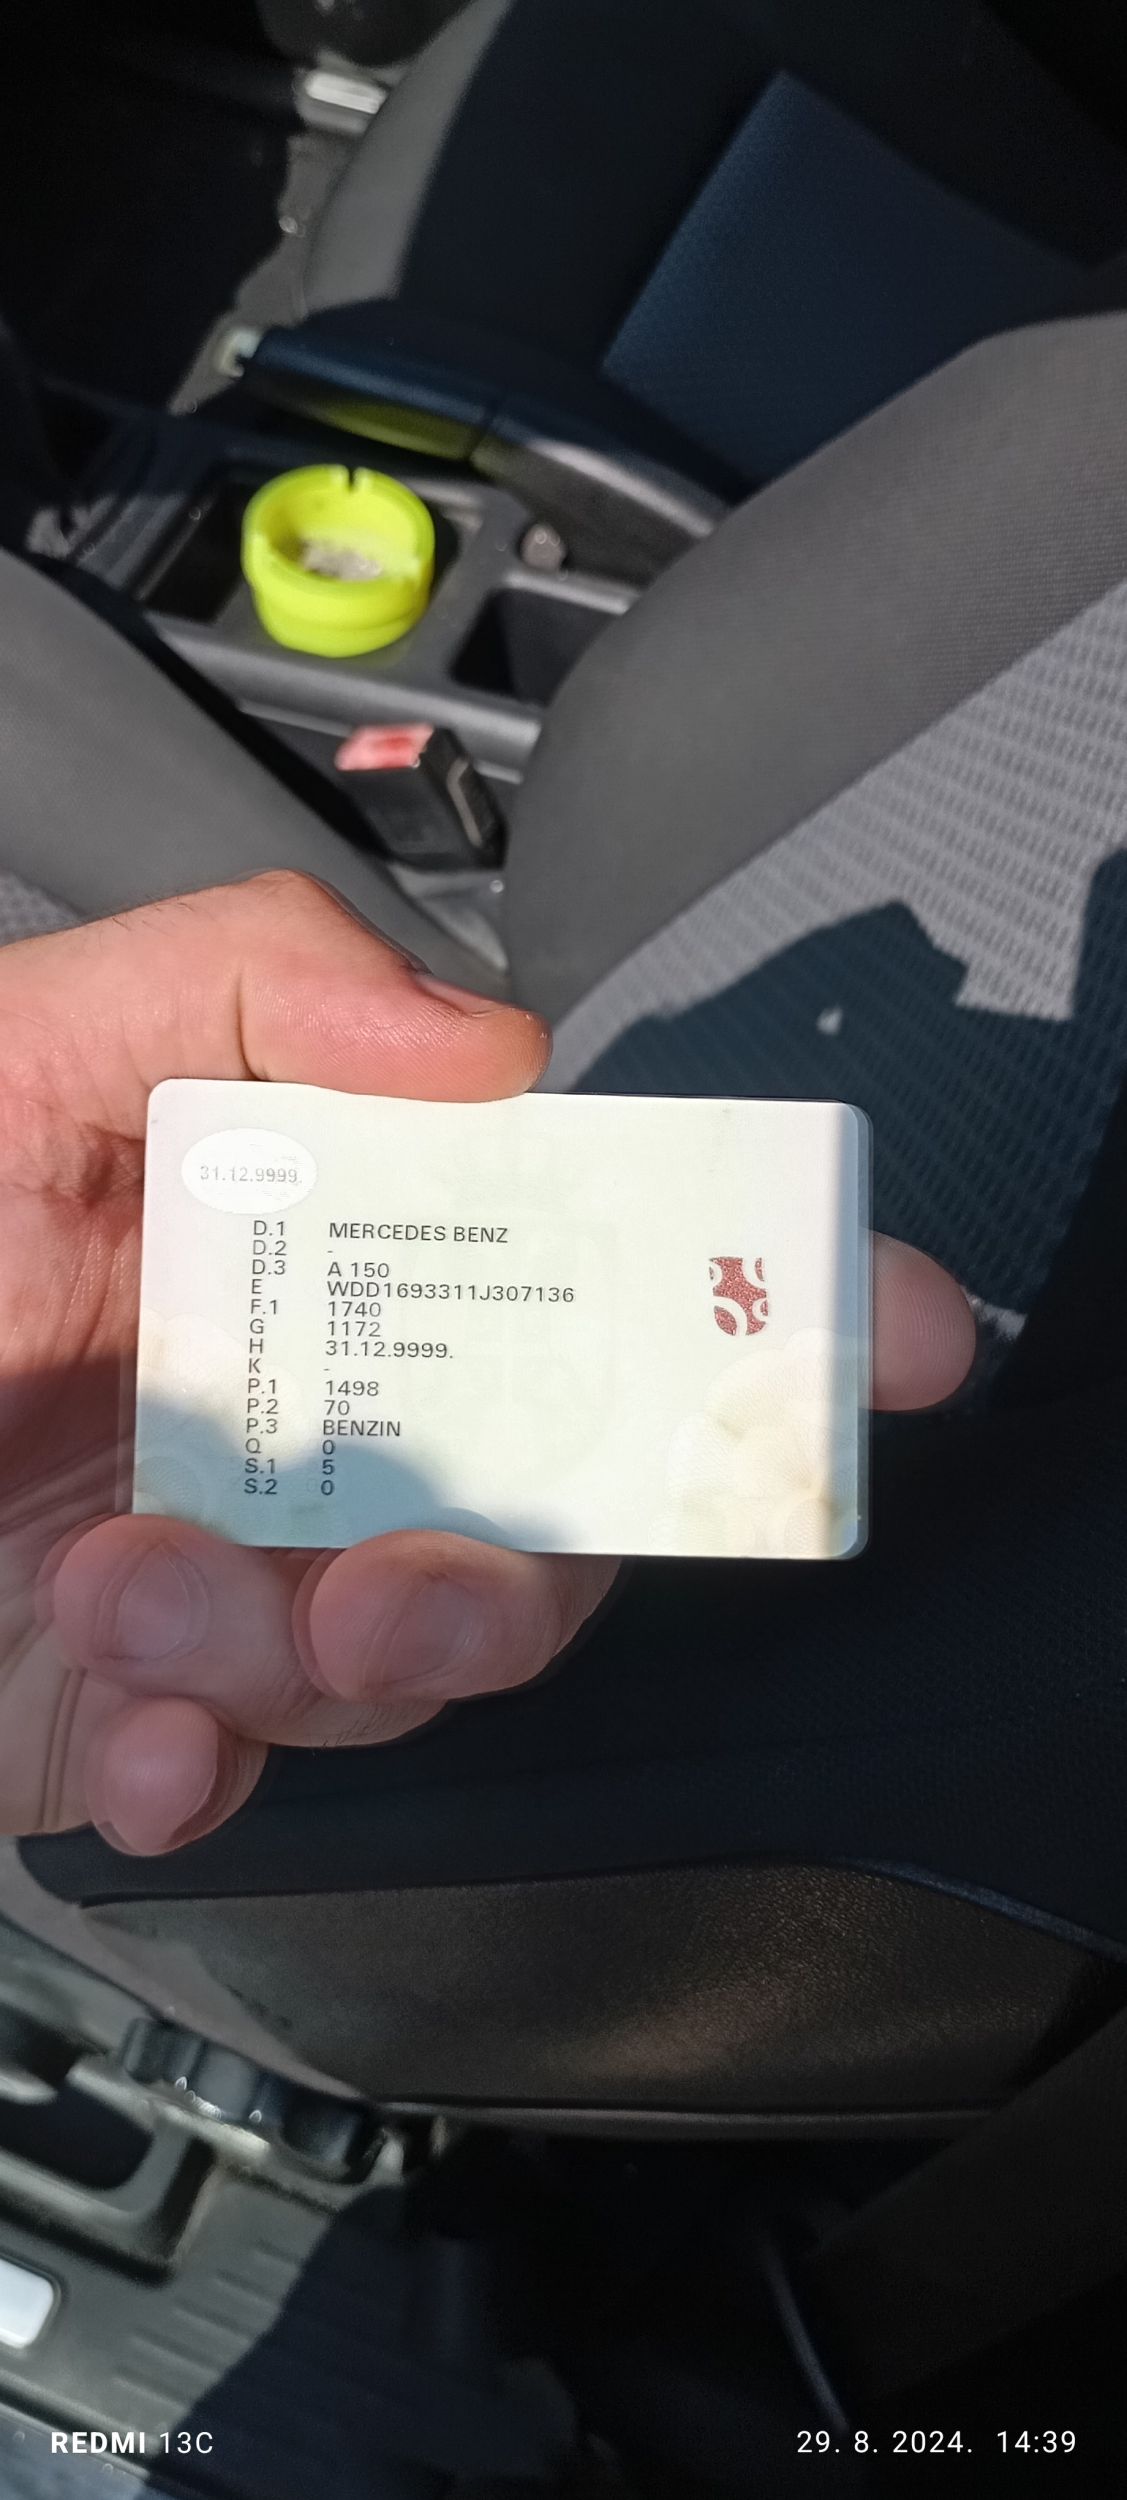 31.12.9999.
D.1 MERCEDES BENZ
D.2 -
D.3 A 150
E WDD1693311J307136
F.1 1740
G 1172
H 31.12.9999.
K -
P.1 1498
P.2 70
P.3 BENZIN
Q 0
S.1 5
S.2 0
REDMI 13C
29. 8. 2024. 14:39